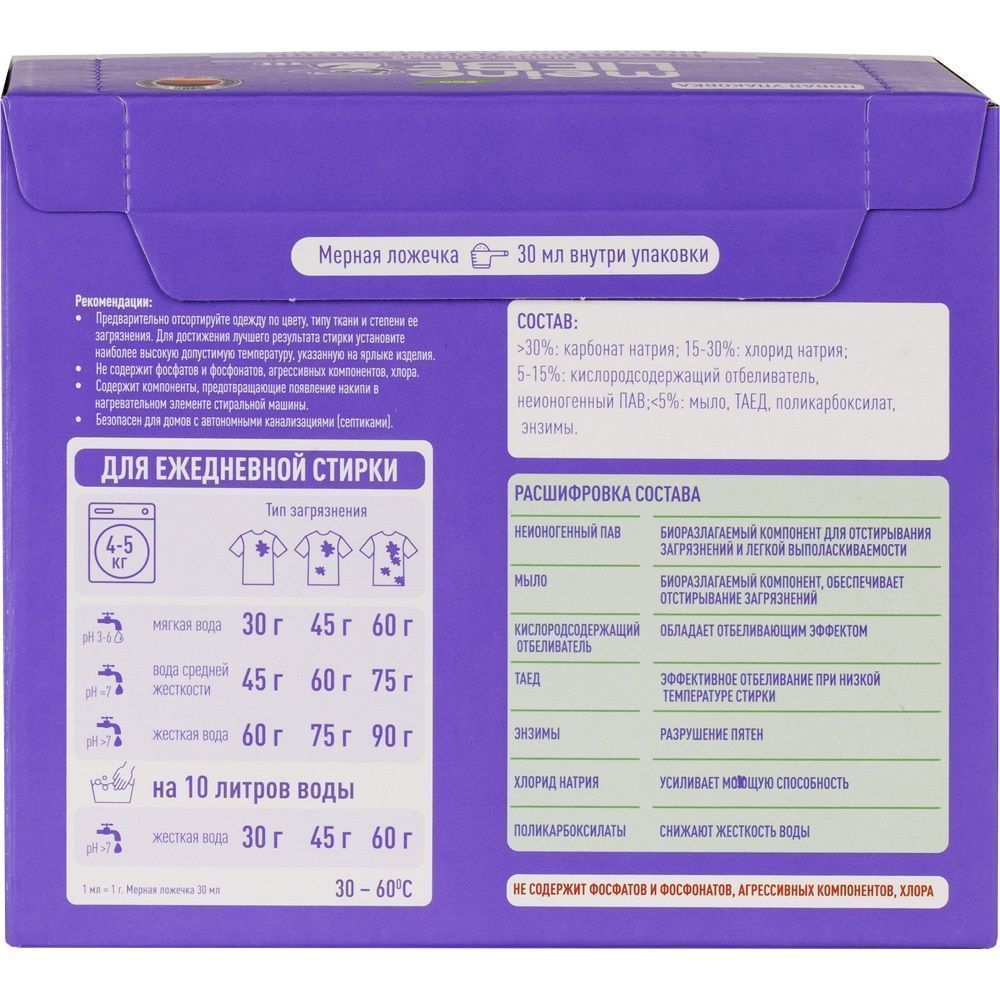 meine
LIEBE
eco
НОВАЯ УПАКОВКА
Мерная ложечка 30 мл внутри упаковки
Рекомендации:
• Предварительно отсортируйте одежду по цвету, типу ткани и степени ее
загрязнения. Для достижения лучшего результата стирки установите
наиболее высокую допустимую температуру, указанную на ярлыке изделия.
• Не содержит фосфатов и фосфонатов, агрессивных компонентов, хлора.
• Содержит компоненты, предотвращающие появление накипи в
нагревательном элементе стиральной машины.
• Безопасен для домов с автономными канализациями (септиками).
ДЛЯ ЕЖЕДНЕВНОЙ СТИРКИ
Тип загрязнения
4-5
КГ
pH 3-6 мягкая вода 30 г 45 г 60 г
вода средней
pH =7 жесткости 45 г 60 г 75 г
pH >7 жесткая вода 60 г 75 г 90 г
на 10 литров воды
pH >7 жесткая вода 30 г 45 г 60 г
1 мл = 1 г. Мерная ложечка 30 мл 30 – 60⁰C
СОСТАВ:
>30%: карбонат натрия; 15-30%: хлорид натрия;
5-15%: кислородсодержащий отбеливатель,
неионогенный ПАВ;<5%: мыло, ТАЕД, поликарбоксилат,
энзимы.
РАСШИФРОВКА СОСТАВА
НЕИОНОГЕННЫЙ ПАВ БИОРАЗЛАГАЕМЫЙ КОМПОНЕНТ ДЛЯ ОТСТИРЫВАНИЯ
ЗАГРЯЗНЕНИЙ И ЛЕГКОЙ ВЫПОЛАСКИВАЕМОСТИ
МЫЛО БИОРАЗЛАГАЕМЫЙ КОМПОНЕНТ, ОБЕСПЕЧИВАЕТ
ОТСТИРЫВАНИЕ ЗАГРЯЗНЕНИЙ
КИСЛОРОДСОДЕРЖАЩИЙ ОБЛАДАЕТ ОТБЕЛИВАЮЩИМ ЭФФЕКТОМ
ОТБЕЛИВАТЕЛЬ
ТАЕД ЭФФЕКТИВНОЕ ОТБЕЛИВАНИЕ ПРИ НИЗКОЙ
ТЕМПЕРАТУРЕ СТИРКИ
ЭНЗИМЫ РАЗРУШЕНИЕ ПЯТЕН
ХЛОРИД НАТРИЯ УСИЛИВАЕТ МОЮЩУЮ СПОСОБНОСТЬ
ПОЛИКАРБОКСИЛАТЫ СНИЖАЮТ ЖЕСТКОСТЬ ВОДЫ
НЕ СОДЕРЖИТ ФОСФАТОВ И ФОСФОНАТОВ, АГРЕССИВНЫХ КОМПОНЕНТОВ, ХЛОРА